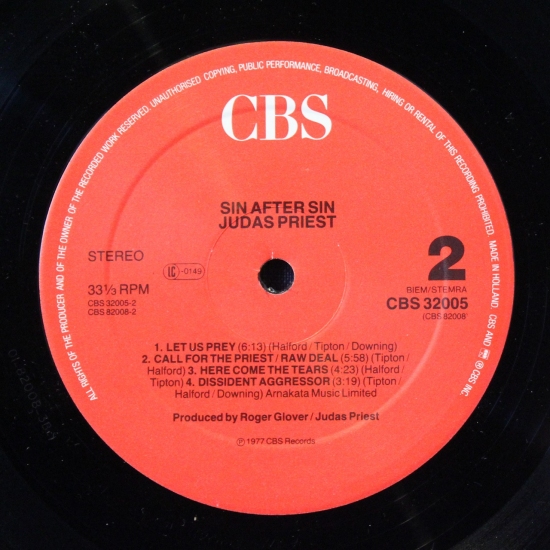 ALL RIGHTS OF THE PRODUCER AND OF THE OWNER OF THE RECORDED WORK RESERVED. UNAUTHORISED COPYING, PUBLIC PERFORMANCE, BROADCASTING, HIRING OR RENTAL OF THIS RECORDING PROHIBITED. MADE IN HOLLAND. CBS AND ℗ CBS INC.
CBS
SIN AFTER SIN
JUDAS PRIEST
STEREO
LC-0149
2
33⅓ RPM
BIEM/STEMRA
CBS 32005-2
CBS 32005
CBS 82008-2
(CBS 82008)
1. LET US PREY (6:13) (Halford / Tipton / Downing)
2. CALL FOR THE PRIEST / RAW DEAL (5:58) (Tipton /
Halford) 3. HERE COME THE TEARS (4:23) (Halford /
Tipton) 4. DISSIDENT AGGRESSOR (3:19) (Tipton /
Halford / Downing) Arnakata Music Limited
Produced by Roger Glover / Judas Priest
℗ 1977 CBS Records